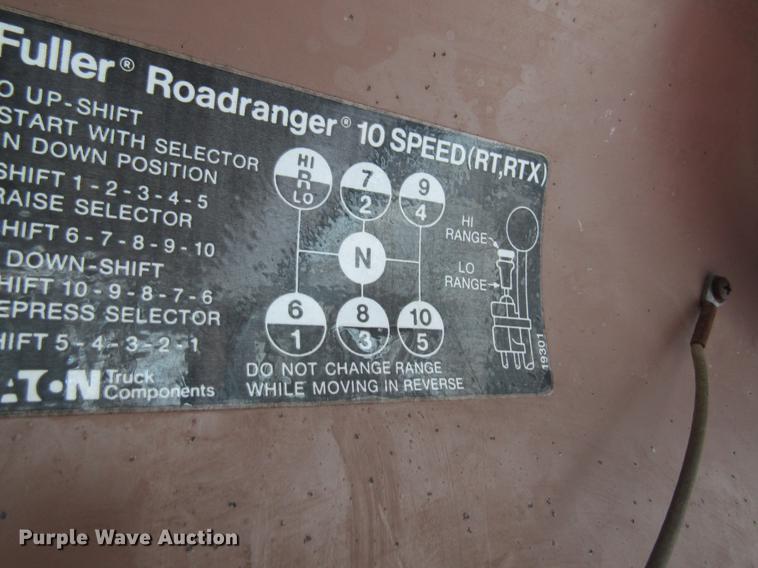 Fuller® Roadranger® 10 SPEED (RT,RTX)
O UP-SHIFT
START WITH SELECTOR
N DOWN POSITION
SHIFT 1-2-3-4-5
RAISE SELECTOR
SHIFT 6-7-8-9-10
DOWN-SHIFT
HIFT 10-9-8-7-6
EPRESS SELECTOR
HIFT 5-4-3-2-1
ATON Truck Components
HI
R
LO
7
2
9
4
N
6
1
8
3
10
5
HI
RANGE
LO
RANGE
DO NOT CHANGE RANGE
WHILE MOVING IN REVERSE
19301
Purple Wave Auction